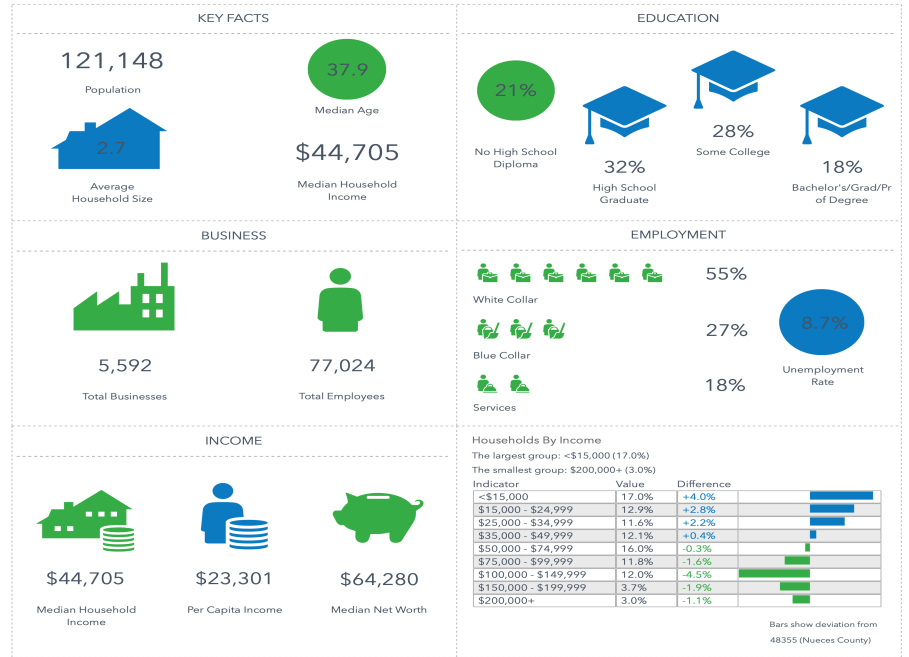 KEY FACTS
121,148
Population
37.9
Median Age
2.7
Average
Household Size
$44,705
Median Household
Income
EDUCATION
21%
No High School
Diploma
32%
High School
Graduate
28%
Some College
18%
Bachelor's/Grad/Pr
of Degree
BUSINESS
5,592
Total Businesses
77,024
Total Employees
EMPLOYMENT
55%
White Collar
27%
Blue Collar
18%
Services
8.7%
Unemployment
Rate
INCOME
$44,705
Median Household
Income
$23,301
Per Capita Income
$64,280
Median Net Worth
Households By Income
The largest group: <$15,000 (17.0%)
The smallest group: $200,000+ (3.0%)
Indicator Value Difference
<$15,000 17.0% +4.0%
$15,000 - $24,999 12.9% +2.8%
$25,000 - $34,999 11.6% +2.2%
$35,000 - $49,999 12.1% +0.4%
$50,000 - $74,999 16.0% -0.3%
$75,000 - $99,999 11.8% -1.6%
$100,000 - $149,999 12.0% -4.5%
$150,000 - $199,999 3.7% -1.9%
$200,000+ 3.0% -1.1%
Bars show deviation from
48355 (Nueces County)